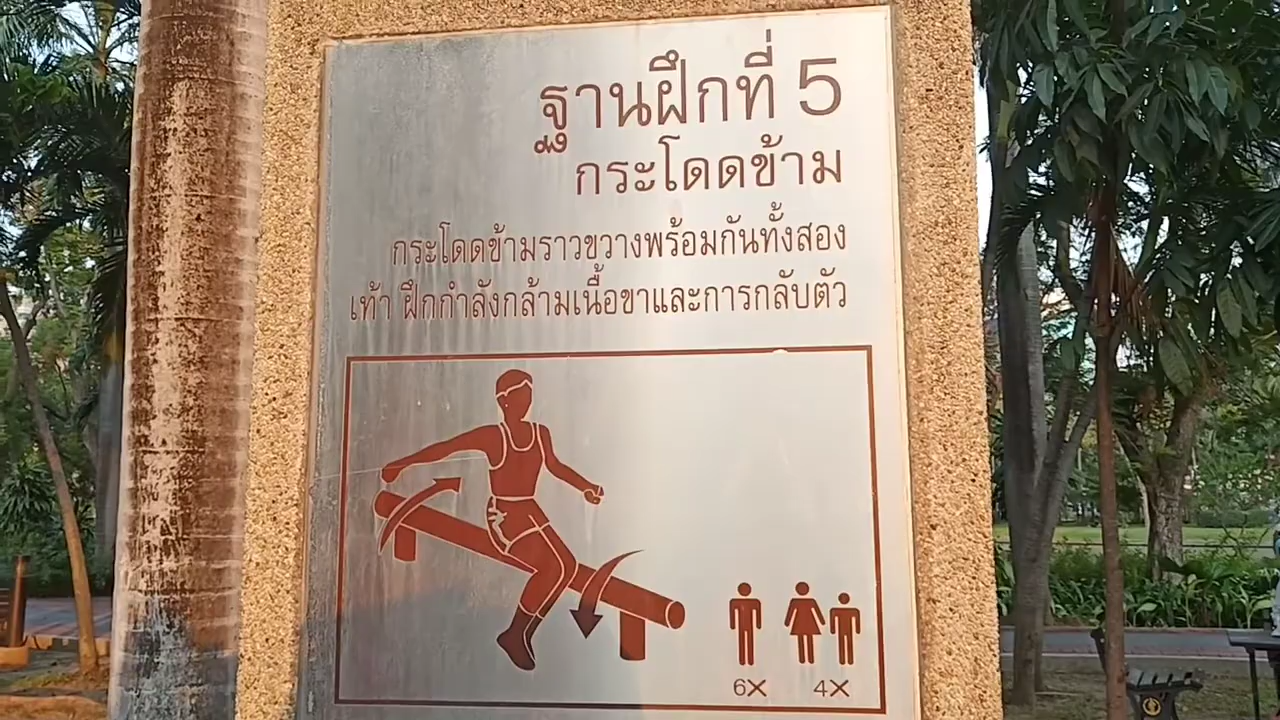 ฐานฝึกที่ 5
กระโดดข้าม
กระโดดข้ามราวขวางพร้อมกันทั้งสอง
เท้า ฝึกกำลังกล้ามเนื้อขาและการกลับตัว
6X 4X